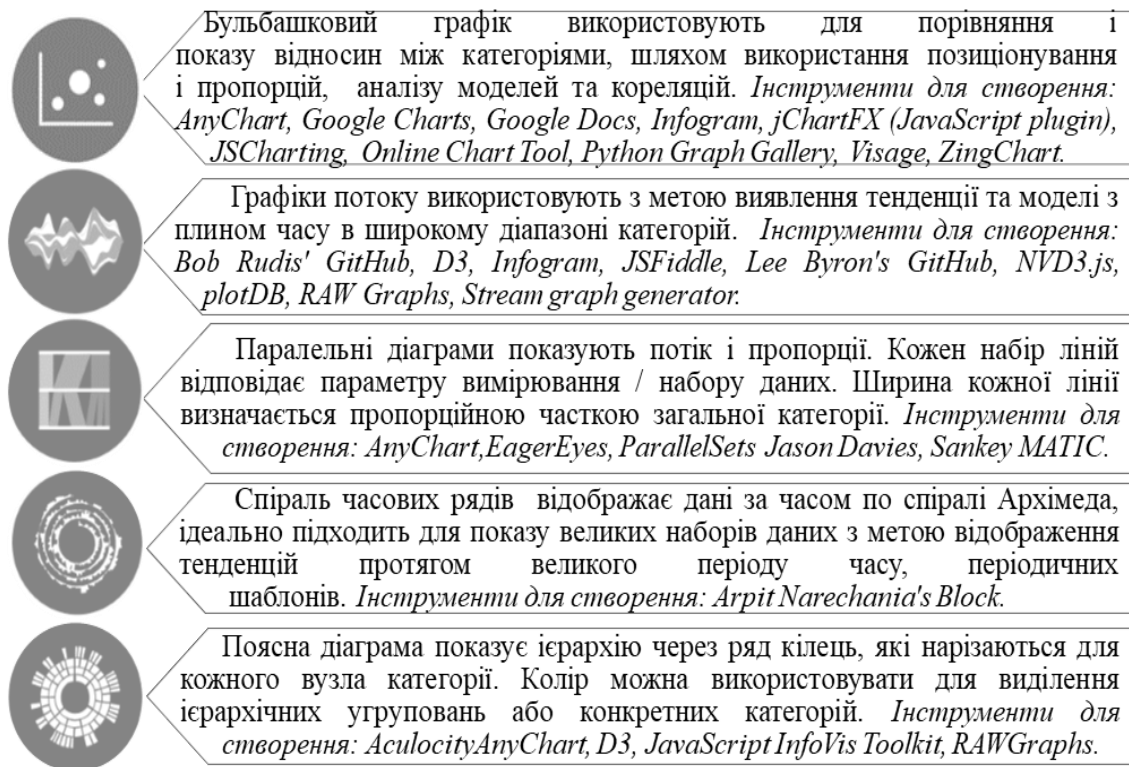 Бульбашковий графік використовують для порівняння і
показу відносин між категоріями, шляхом використання позиціонування
і пропорцій, аналізу моделей та кореляцій. Інструменти для створення:
AnyChart, Google Charts, Google Docs, Infogram, jChartFX (JavaScript plugin),
JSCharting, Online Chart Tool, Python Graph Gallery, Visage, ZingChart.
Графіки потоку використовують з метою виявлення тенденції та моделі з
плином часу в широкому діапазоні категорій. Інструменти для створення:
Bob Rudis' GitHub, D3, Infogram, JSFiddle, Lee Byron's GitHub, NVD3.js,
plotDB, RAW Graphs, Stream graph generator.
Паралельні діаграми показують потік і пропорції. Кожен набір ліній
відповідає параметру вимірювання / набору даних. Ширина кожної лінії
визначається пропорційною часткою загальної категорії. Інструменти для
створення: AnyChart,EagerEyes, ParallelSets Jason Davies, Sankey MATIC.
Спіраль часових рядів відображає дані за часом по спіралі Архімеда,
ідеально підходить для показу великих наборів даних з метою відображення
тенденцій протягом великого періоду часу, періодичних
шаблонів. Інструменти для створення: Arpit Narechania's Block.
Поясна діаграма показує ієрархію через ряд кілець, які нарізаються для
кожного вузла категорії. Колір можна використовувати для виділення
ієрархічних угруповань або конкретних категорій. Інструменти для
створення: AculocityAnyChart, D3, JavaScript InfoVis Toolkit, RAWGraphs.